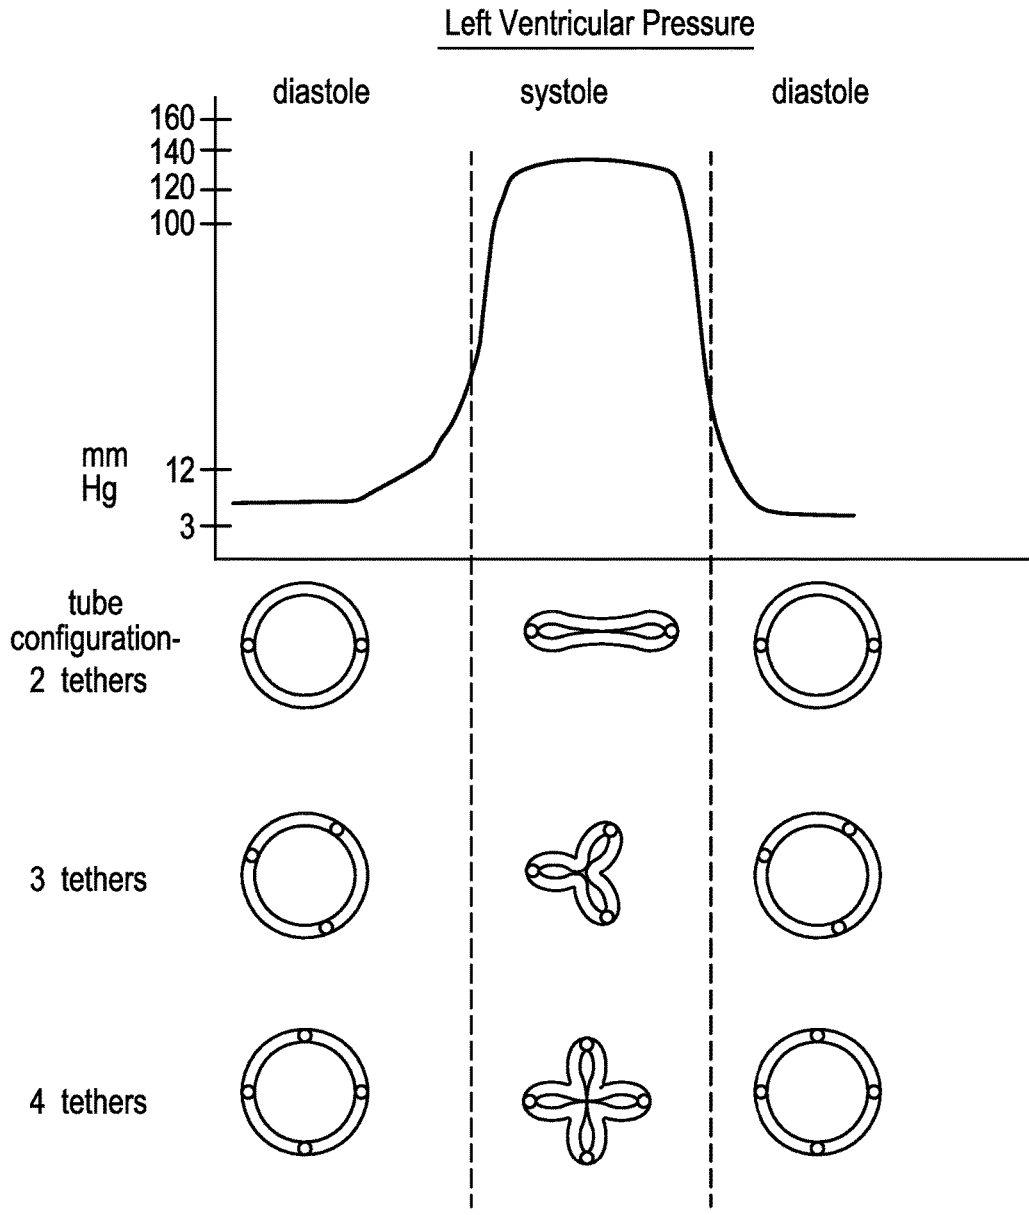 Left Ventricular Pressure
diastole systole diastole
160
140
120
100
mm
Hg
12
3
tube
configuration-
2 tethers
3 tethers
4 tethers